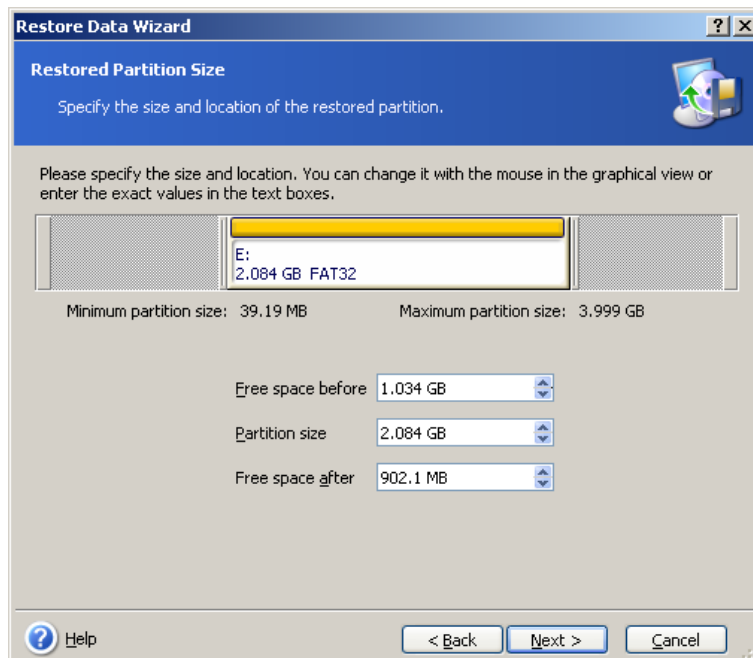 Restore Data Wizard
Restored Partition Size
Specify the size and location of the restored partition.
Please specify the size and location. You can change it with the mouse in the graphical view or
enter the exact values in the text boxes.
E:
2.084 GB FAT32
Minimum partition size: 39.19 MB Maximum partition size: 3.999 GB
Free space before 1.034 GB
Partition size 2.084 GB
Free space after 902.1 MB
Help < Back Next > Cancel